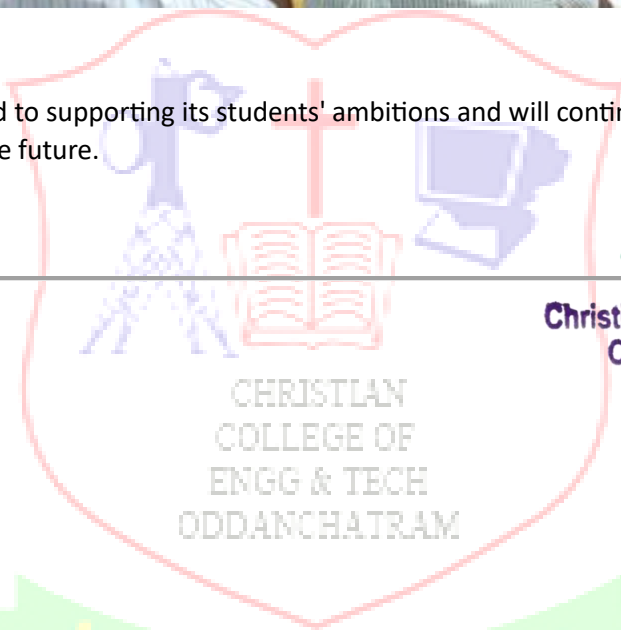 d to supporting its students' ambitions and will contin
e future.
Christ
C
CHRISTIAN
COLLEGE OF
ENGG & TECH
ODDANCHATRAM